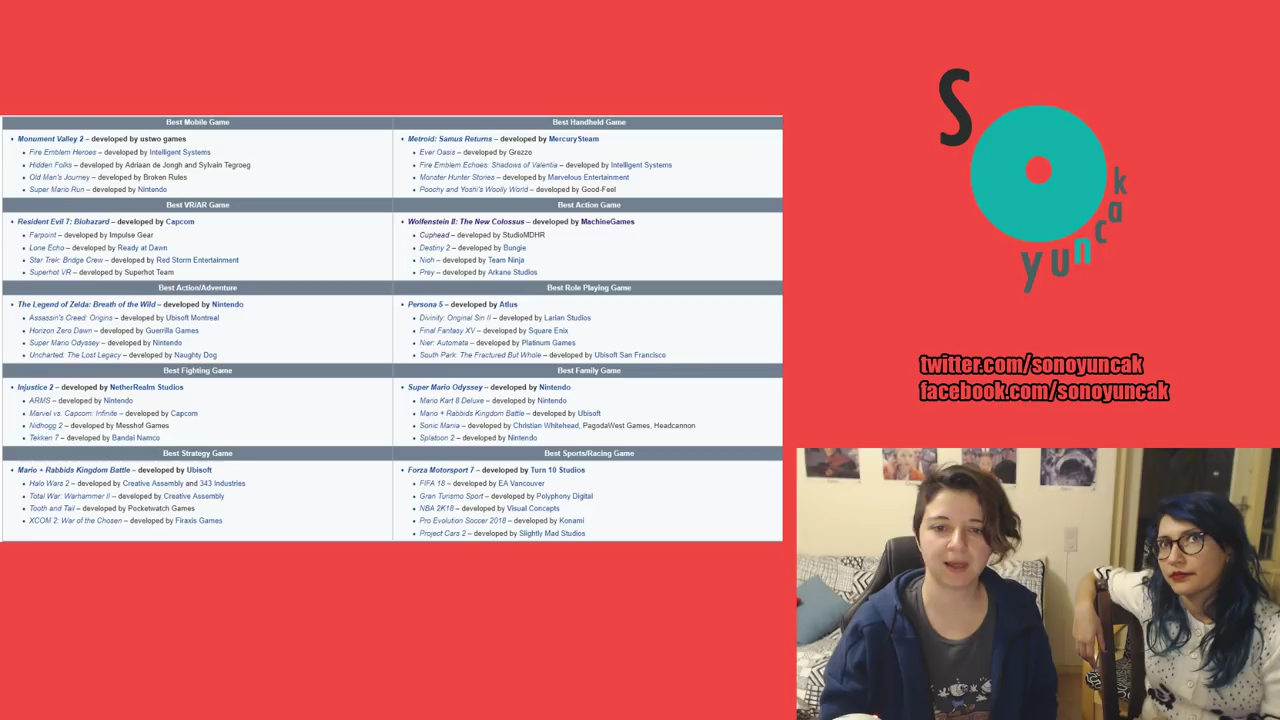 Best Mobile Game
Monument Valley 2 – developed by ustwo games
Fire Emblem Heroes – developed by Intelligent Systems
Hidden Folks – developed by Adriaan de Jongh and Sylvain Tegroeg
Old Man's Journey – developed by Broken Rules
Super Mario Run – developed by Nintendo
Best Handheld Game
Metroid: Samus Returns – developed by MercurySteam
Ever Oasis – developed by Grezzo
Fire Emblem Echoes: Shadows of Valentia – developed by Intelligent Systems
Monster Hunter Stories – developed by Marvelous Entertainment
Poochy and Yoshi's Woolly World – developed by Good-Feel
Best VR/AR Game
Resident Evil 7: Biohazard – developed by Capcom
Farpoint – developed by Impulse Gear
Lone Echo – developed by Ready at Dawn
Star Trek: Bridge Crew – developed by Red Storm Entertainment
Superhot VR – developed by Superhot Team
Best Action Game
Wolfenstein II: The New Colossus – developed by MachineGames
Cuphead – developed by StudioMDHR
Destiny 2 – developed by Bungie
Nioh – developed by Team Ninja
Prey – developed by Arkane Studios
Best Action/Adventure
The Legend of Zelda: Breath of the Wild – developed by Nintendo
Assassin's Creed: Origins – developed by Ubisoft Montreal
Horizon Zero Dawn – developed by Guerrilla Games
Super Mario Odyssey – developed by Nintendo
Uncharted: The Lost Legacy – developed by Naughty Dog
Best Role Playing Game
Persona 5 – developed by Atlus
Divinity: Original Sin II – developed by Larian Studios
Final Fantasy XV – developed by Square Enix
Nier: Automata – developed by Platinum Games
South Park: The Fractured But Whole – developed by Ubisoft San Francisco
Best Fighting Game
Injustice 2 – developed by NetherRealm Studios
ARMS – developed by Nintendo
Marvel vs. Capcom: Infinite – developed by Capcom
Nidhogg 2 – developed by Messhof Games
Tekken 7 – developed by Bandai Namco
Best Family Game
Super Mario Odyssey – developed by Nintendo
Mario Kart 8 Deluxe – developed by Nintendo
Mario + Rabbids Kingdom Battle – developed by Ubisoft
Sonic Mania – developed by Christian Whitehead, PagodaWest Games, Headcannon
Splatoon 2 – developed by Nintendo
Best Strategy Game
Mario + Rabbids Kingdom Battle – developed by Ubisoft
Halo Wars 2 – developed by Creative Assembly and 343 Industries
Total War: Warhammer II – developed by Creative Assembly
Tooth and Tail – developed by Pocketwatch Games
XCOM 2: War of the Chosen – developed by Firaxis Games
Best Sports/Racing Game
Forza Motorsport 7 – developed by Turn 10 Studios
FIFA 18 – developed by EA Vancouver
Gran Turismo Sport – developed by Polyphony Digital
NBA 2K18 – developed by Visual Concepts
Pro Evolution Soccer 2018 – developed by Konami
Project Cars 2 – developed by Slightly Mad Studios
S yuncak
twitter.com/sonoyuncak
facebook.com/sonoyuncak